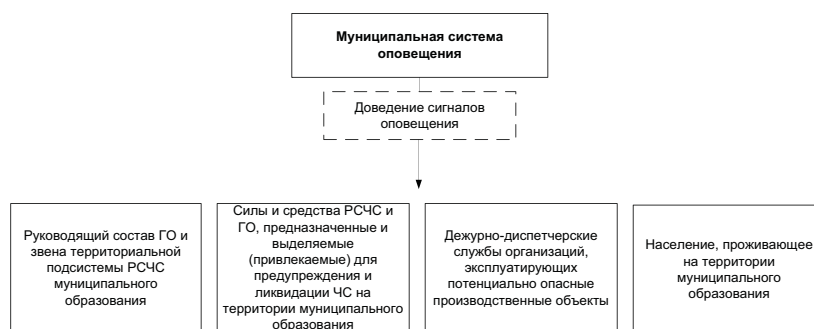 Муниципальная система
оповещения
Доведение сигналов
оповещения
Руководящий состав ГО и
звена территориальной
подсистемы РСЧС
муниципального
образования
Силы и средства РСЧС и
ГО, предназначенные и
выделяемые
(привлекаемые) для
предупреждения и
ликвидации ЧС на
территории муниципального
образования
Дежурно-диспетчерские
службы организаций,
эксплуатирующих
потенциально опасные
производственные объекты
Население, проживающее
на территории
муниципального
образования